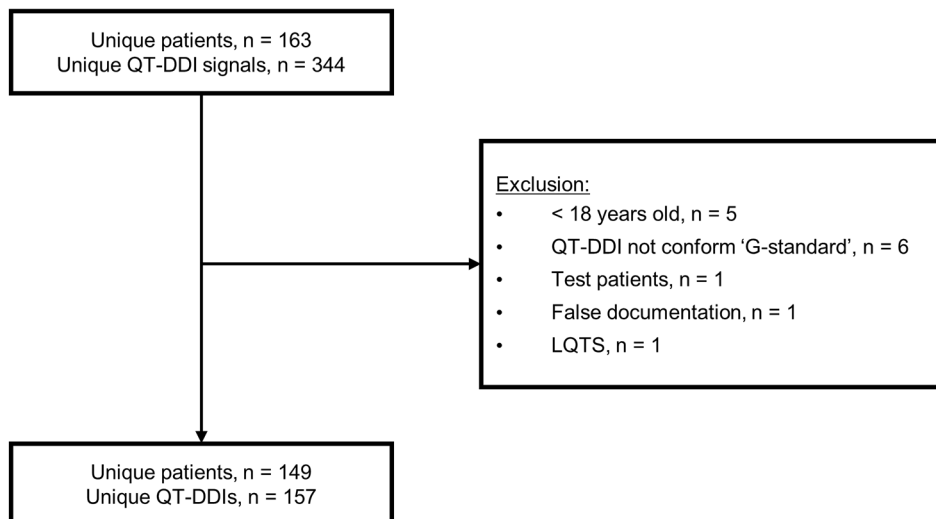 Unique patients, n = 163
Unique QT-DDI signals, n = 344
Exclusion:
• < 18 years old, n = 5
• QT-DDI not conform ‘G-standard’, n = 6
• Test patients, n = 1
• False documentation, n = 1
• LQTS, n = 1
Unique patients, n = 149
Unique QT-DDIs, n = 157